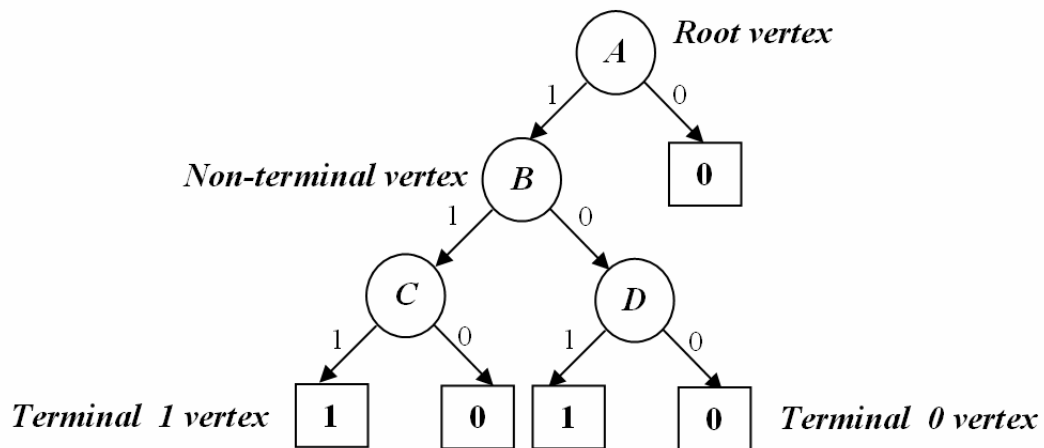 A Root vertex
1 0
Non-terminal vertex B 0
1 0
C D
1 0 1 0
Terminal 1 vertex 1 0 1 0 Terminal 0 vertex